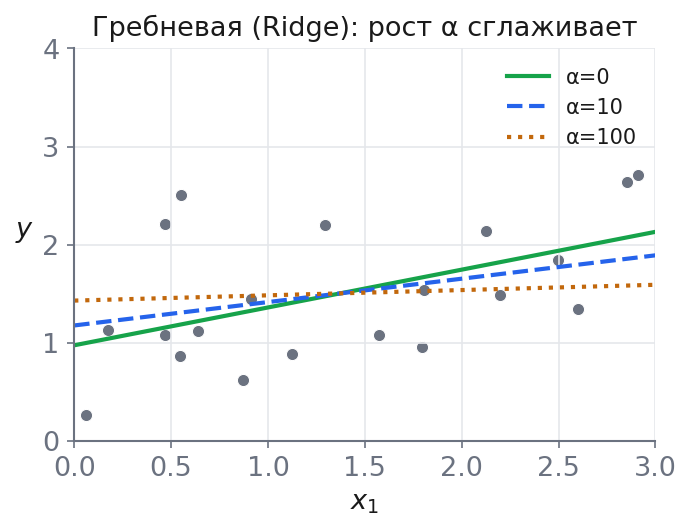 Гребневая (Ridge): рост α сглаживает
4
3
2
1
0
y
α=0
α=10
α=100
0.0 0.5 1.0 1.5 2.0 2.5 3.0
x₁